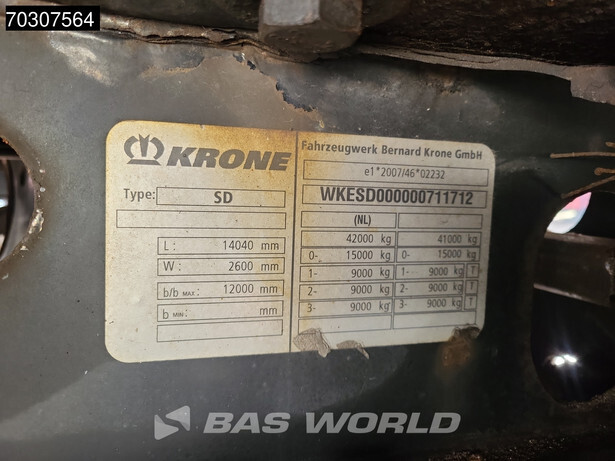 70307564
KRONE
Fahrzeugwerk Bernard Krone GmbH
e1*2007/46*02232
Type: SD
WKESD000000711712
(NL)
L: 14040 mm
W: 2600 mm
b/b MAX: 12000 mm
b MIN: mm
42000 kg 41000 kg
0- 15000 kg 0- 15000 kg
1- 9000 kg 1- 9000 kg T
2- 9000 kg 2- 9000 kg T
3- 9000 kg 3- 9000 kg T
BAS WORLD